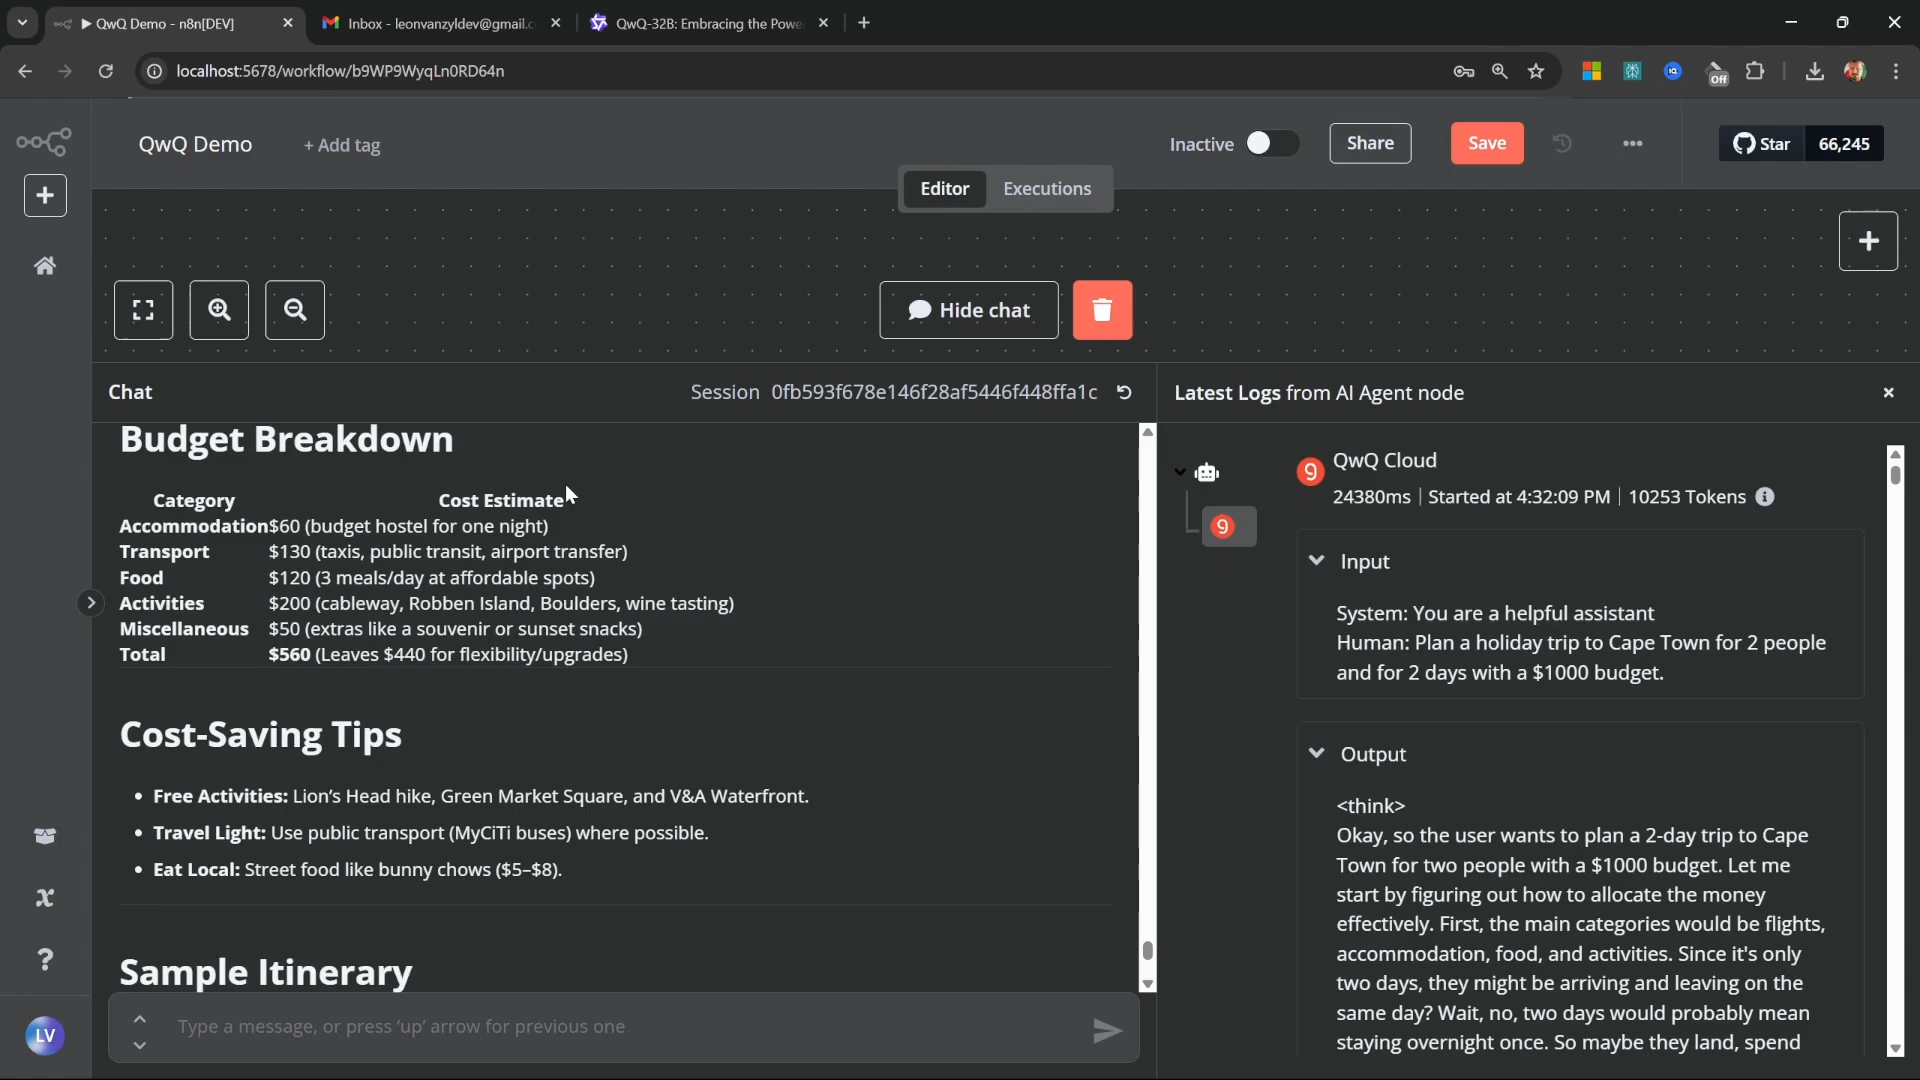 QwQ Demo - n8n[DEV]
Inbox - leonvanzyldev@gmail.c
QwQ-32B: Embracing the Powe
localhost:5678/workflow/b9WP9WyqLn0RD64n
Off
QwQ Demo
+ Add tag
Inactive
Share
Save
Star
66,245
Editor
Executions
Hide chat
Chat
Session 0fb593f678e146f28af5446f448ffa1c
Budget Breakdown
Category Cost Estimate
Accommodation $60 (budget hostel for one night)
Transport $130 (taxis, public transit, airport transfer)
Food $120 (3 meals/day at affordable spots)
Activities $200 (cableway, Robben Island, Boulders, wine tasting)
Miscellaneous $50 (extras like a souvenir or sunset snacks)
Total $560 (Leaves $440 for flexibility/upgrades)
Cost-Saving Tips
• Free Activities: Lion's Head hike, Green Market Square, and V&A Waterfront.
• Travel Light: Use public transport (MyCiTi buses) where possible.
• Eat Local: Street food like bunny chows ($5–$8).
Sample Itinerary
Type a message, or press 'up' arrow for previous one
LV
Latest Logs from AI Agent node
QwQ Cloud
24380ms | Started at 4:32:09 PM | 10253 Tokens
Input
System: You are a helpful assistant
Human: Plan a holiday trip to Cape Town for 2 people
and for 2 days with a $1000 budget.
Output
<think>
Okay, so the user wants to plan a 2-day trip to Cape
Town for two people with a $1000 budget. Let me
start by figuring out how to allocate the money
effectively. First, the main categories would be flights,
accommodation, food, and activities. Since it's only
two days, they might be arriving and leaving on the
same day? Wait, no, two days would probably mean
staying overnight once. So maybe they land, spend